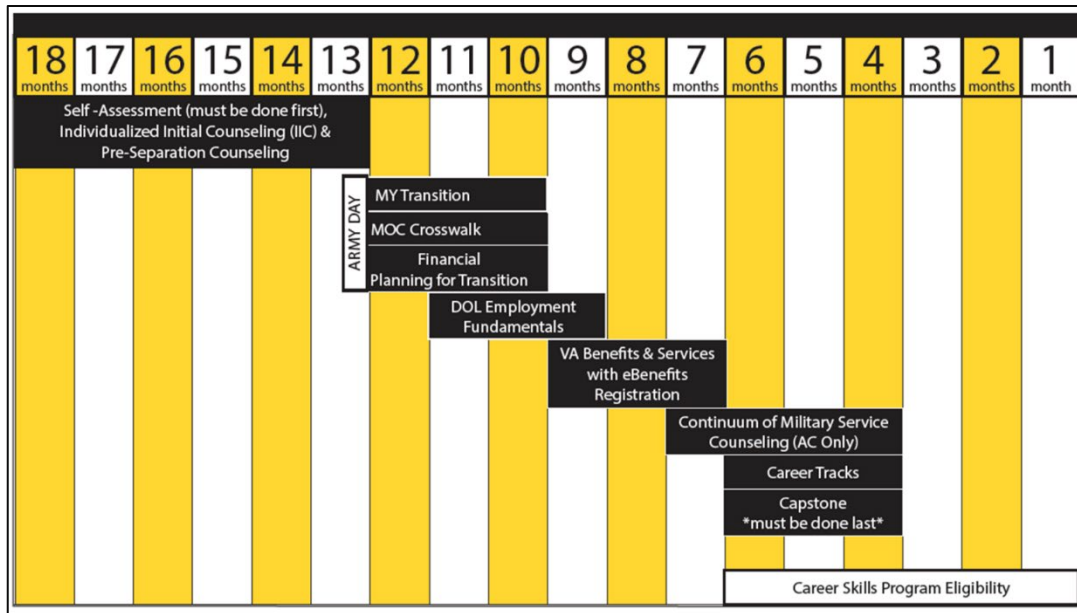 18 17 16 15 14 13 12 11 10 9 8 7 6 5 4 3 2 1
months months months months months months months months months months months months months months months months months month
Self -Assessment (must be done first),
Individualized Initial Counseling (IIC) &
Pre-Separation Counseling
ARMY DAY
MY Transition
MOC Crosswalk
Financial
Planning for Transition
DOL Employment
Fundamentals
VA Benefits & Services
with eBenefits
Registration
Continuum of Military Service
Counseling (AC Only)
Career Tracks
Capstone
*must be done last*
Career Skills Program Eligibility